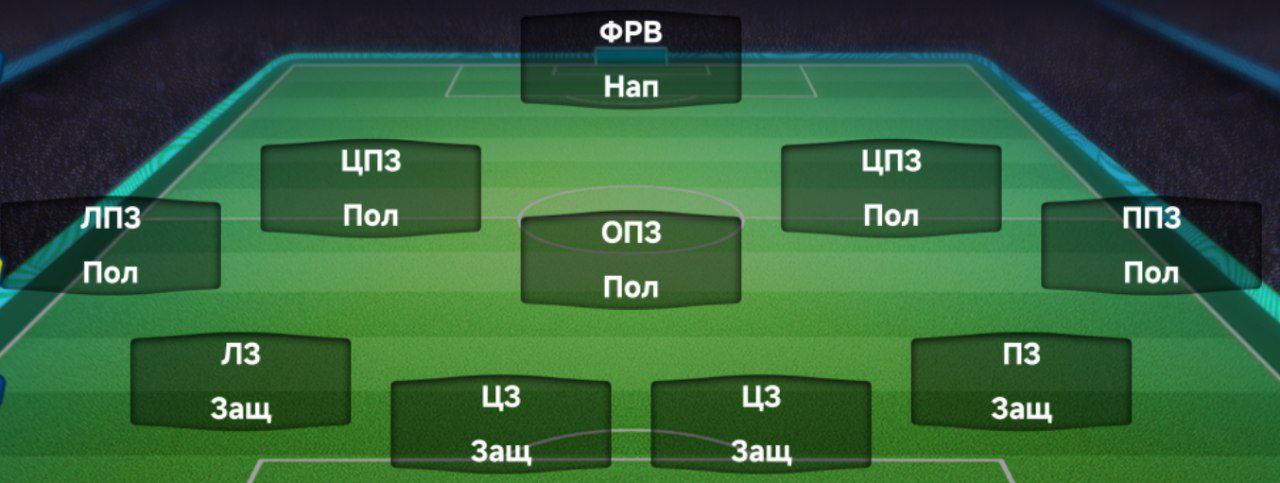 ФРВ
Нап
ЦПЗ
Пол
ЦПЗ
Пол
ЛПЗ
Пол
ОПЗ
Пол
ППЗ
Пол
ЛЗ
Защ
ЦЗ
Защ
ЦЗ
Защ
ПЗ
Защ